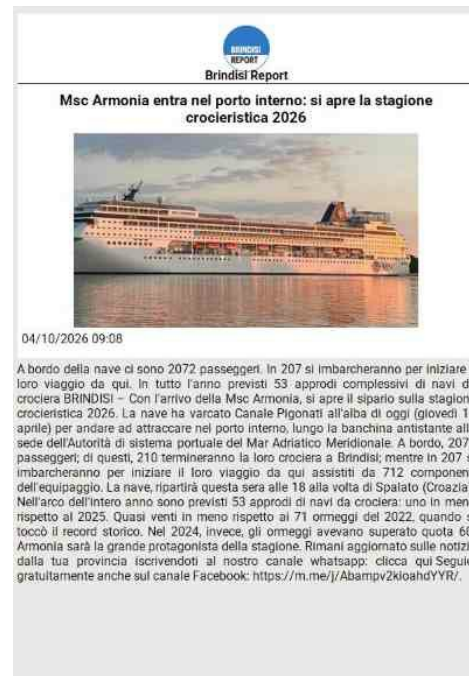 BRINDISI
REPORT
Brindisi Report
Msc Armonia entra nel porto interno: si apre la stagione
crocieristica 2026
04/10/2026 09:08
A bordo della nave ci sono 2072 passeggeri. In 207 si imbarcheranno per iniziare
loro viaggio da qui. In tutto l'anno previsti 53 approdi complessivi di navi d
crociera BRINDISI – Con l'arrivo della Msc Armonia, si apre il sipario sulla stagion
crocieristica 2026. La nave ha varcato Canale Pigonati all'alba di oggi (giovedì 1
aprile) per andare ad attraccare nel porto interno, lungo la banchina antistante all
sede dell'Autorità di sistema portuale del Mar Adriatico Meridionale. A bordo, 207
passeggeri; di questi, 210 termineranno la loro crociera a Brindisi; mentre in 207 s
imbarcheranno per iniziare il loro viaggio da qui assistiti da 712 component
dell'equipaggio. La nave, ripartirà questa sera alle 18 alla volta di Spalato (Croazia
Nell'arco dell'intero anno sono previsti 53 approdi di navi da crociera: uno in men
rispetto al 2025. Quasi venti in meno rispetto ai 71 ormeggi del 2022, quando s
toccò il record storico. Nel 2024, invece, gli ormeggi avevano superato quota 60
Armonia sarà la grande protagonista della stagione. Rimani aggiornato sulle notizi
dalla tua provincia iscrivendoti al nostro canale whatsapp: clicca qui Seguic
gratuitamente anche sul canale Facebook: https://m.me/j/Abampv2kioahdYYR/.